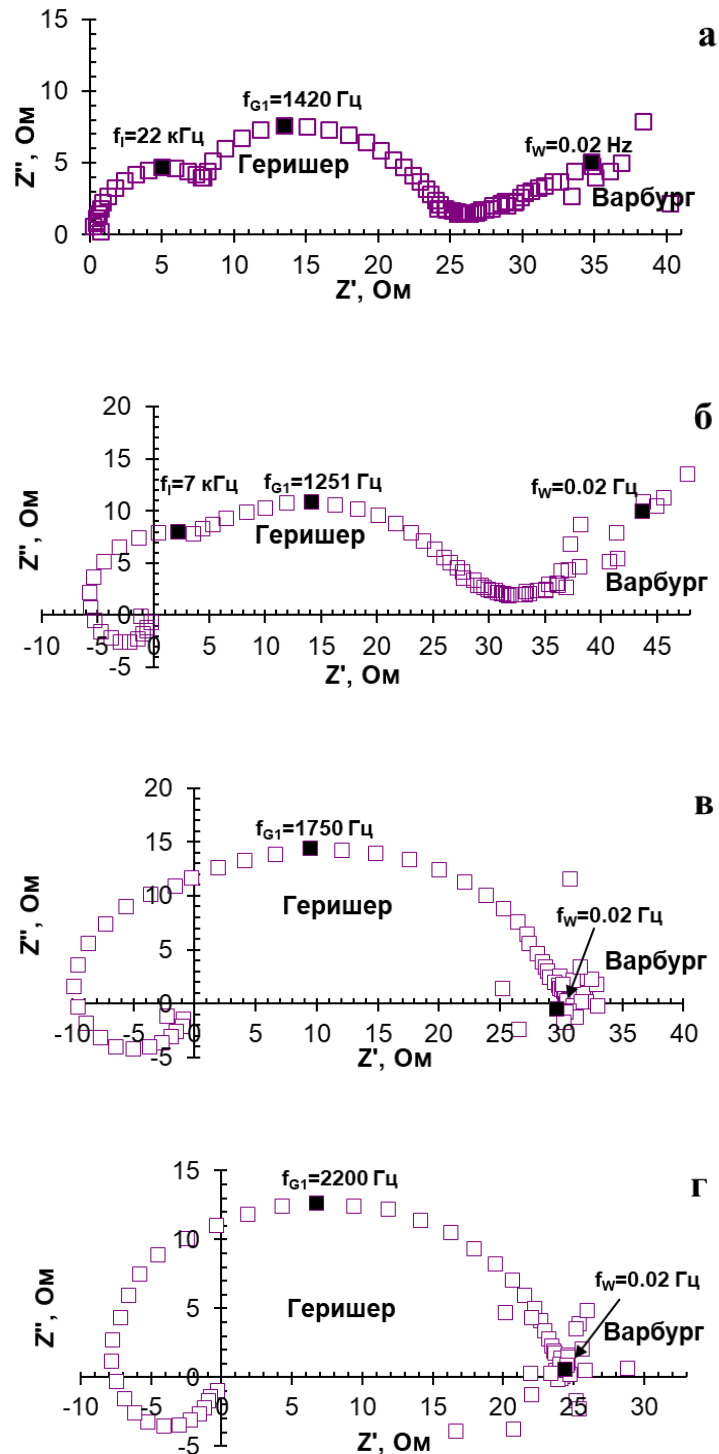 а
15
10
5
0
Z'', Ом
f_I=22 кГц
f_G1=1420 Гц
Геришер
f_W=0.02 Hz
Варбург
0 5 10 15 20 25 30 35 40
Z', Ом
б
20
15
10
5
0
-5
Z'', Ом
f_I=7 кГц
f_G1=1251 Гц
Геришер
f_W=0.02 Гц
Варбург
-10 -5 0 5 10 15 20 25 30 35 40 45
Z', Ом
в
20
15
10
5
0
-5
Z'', Ом
f_G1=1750 Гц
Геришер
f_W=0.02 Гц
Варбург
-10 -5 0 5 10 15 20 25 30 35 40
Z', Ом
г
15
10
5
0
-5
Z'', Ом
f_G1=2200 Гц
Геришер
f_W=0.02 Гц
Варбург
-10 -5 0 5 10 15 20 25 30
Z', Ом